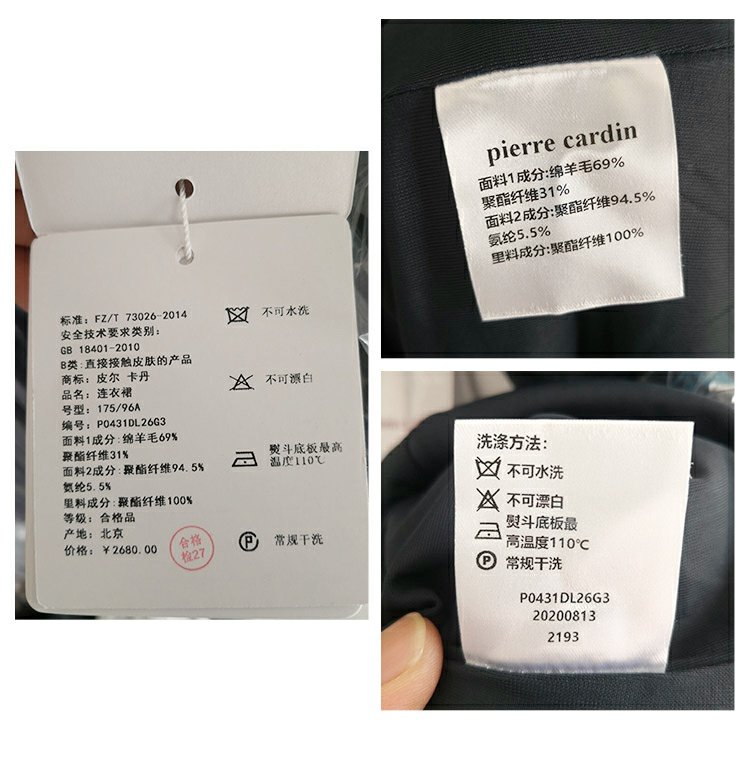 标准: FZ/T 73026-2014
安全技术要求类别:
GB 18401-2010
B类:直接接触皮肤的产品
商标: 皮尔 卡丹
品名: 连衣裙
号型: 175/96A
编号: P0431DL26G3
面料1成分: 绵羊毛69%
聚酯纤维31%
面料2成分: 聚酯纤维94.5%
氨纶5.5%
里料成分: 聚酯纤维100%
等级: 合格品
产地: 北京
价格: ¥2680.00
合格
检27
不可水洗
不可漂白
熨斗底板最高
温度110℃
P
常规干洗
pierre cardin
面料1成分:绵羊毛69%
聚酯纤维31%
面料2成分:聚酯纤维94.5%
氨纶5.5%
里料成分:聚酯纤维100%
洗涤方法:
不可水洗
不可漂白
熨斗底板最
高温度110℃
P 常规干洗
P0431DL26G3
20200813
2193